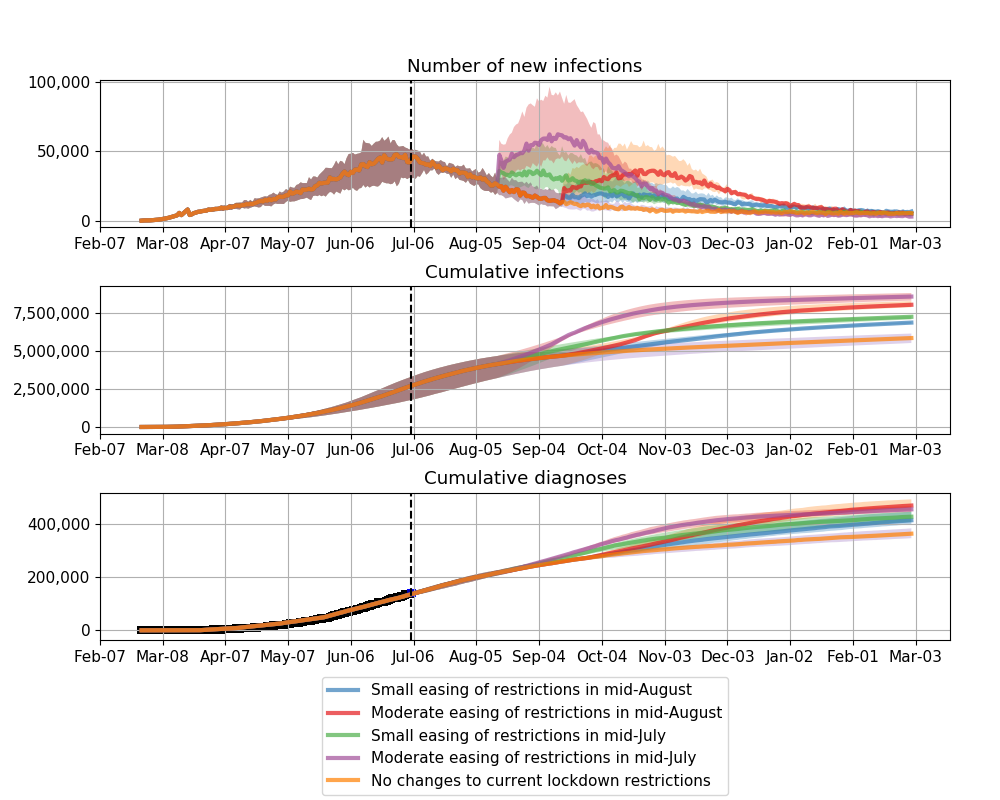 Number of new infections
100,000
50,000
0
Feb-07 Mar-08 Apr-07 May-07 Jun-06 Jul-06 Aug-05 Sep-04 Oct-04 Nov-03 Dec-03 Jan-02 Feb-01 Mar-03
Cumulative infections
7,500,000
5,000,000
2,500,000
0
Feb-07 Mar-08 Apr-07 May-07 Jun-06 Jul-06 Aug-05 Sep-04 Oct-04 Nov-03 Dec-03 Jan-02 Feb-01 Mar-03
Cumulative diagnoses
400,000
200,000
0
Feb-07 Mar-08 Apr-07 May-07 Jun-06 Jul-06 Aug-05 Sep-04 Oct-04 Nov-03 Dec-03 Jan-02 Feb-01 Mar-03
Small easing of restrictions in mid-August
Moderate easing of restrictions in mid-August
Small easing of restrictions in mid-July
Moderate easing of restrictions in mid-July
No changes to current lockdown restrictions